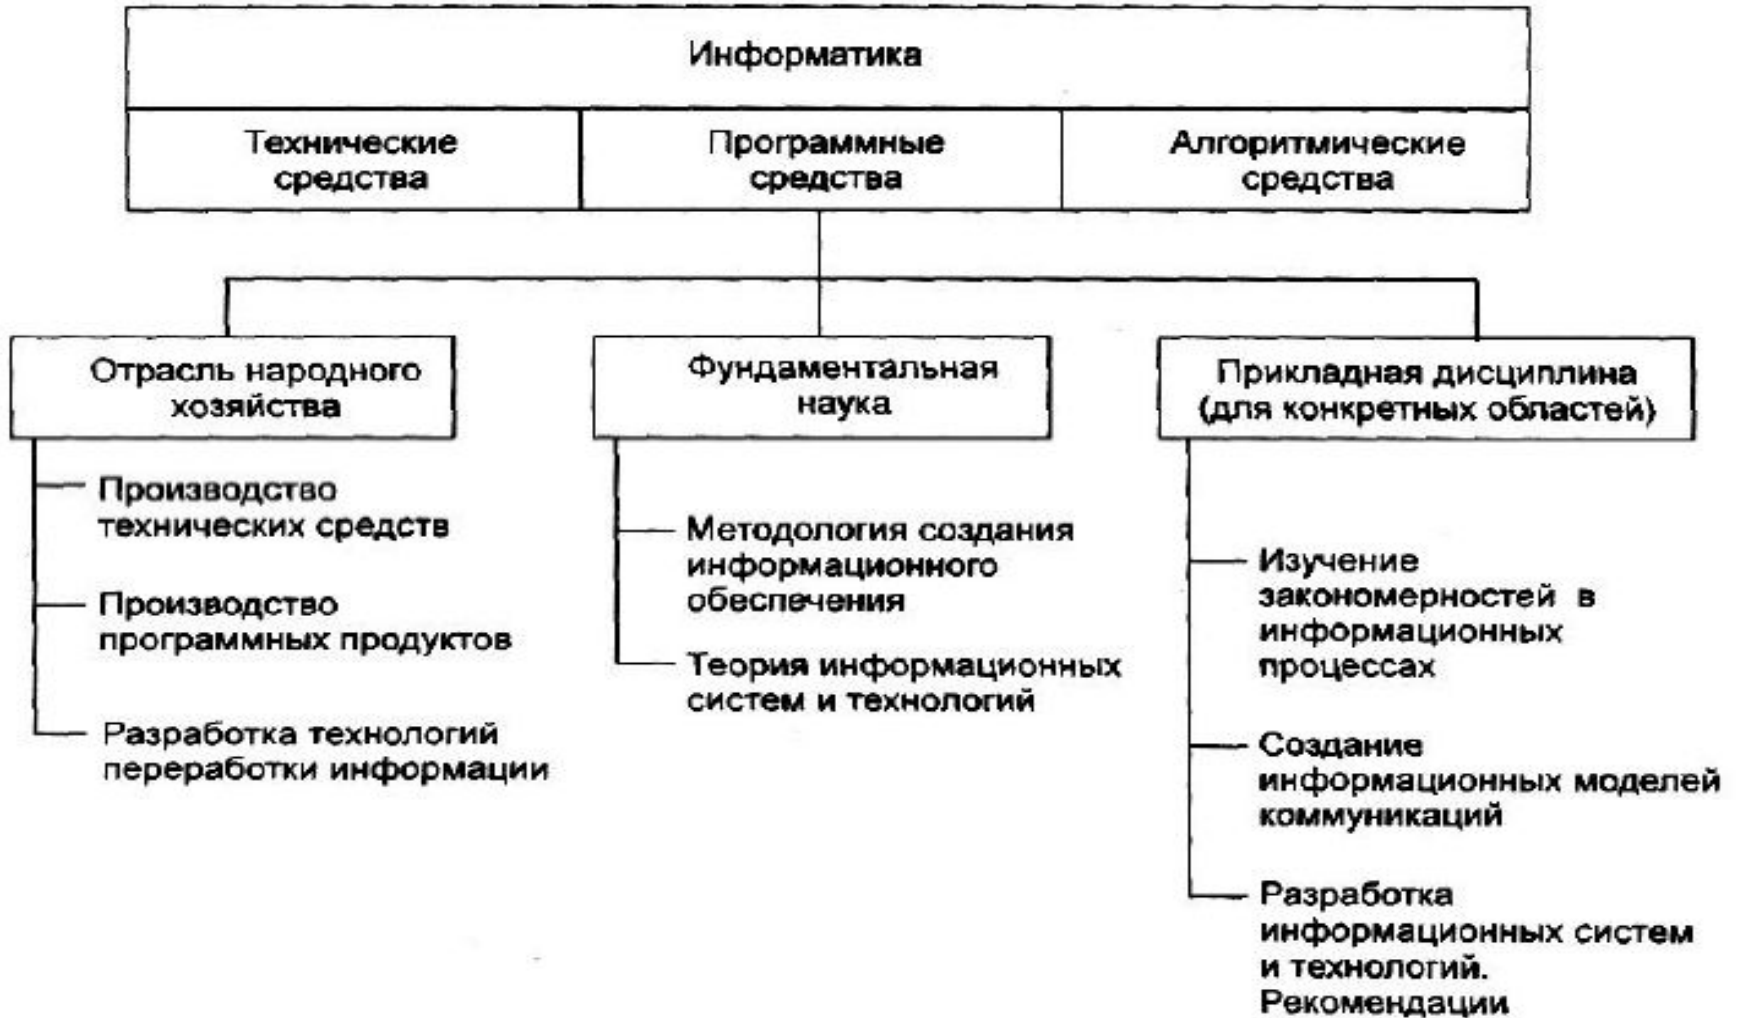 Информатика
Технические
средства
Программные
средства
Алгоритмические
средства
Отрасль народного
хозяйства
Фундаментальная
наука
Прикладная дисциплина
(для конкретных областей)
Производство
технических средств
Производство
программных продуктов
Разработка технологий
переработки информации
Методология создания
информационного
обеспечения
Теория информационных
систем и технологий
Изучение
закономерностей в
информационных
процессах
Создание
информационных моделей
коммуникаций
Разработка
информационных систем
и технологий.
Рекомендации